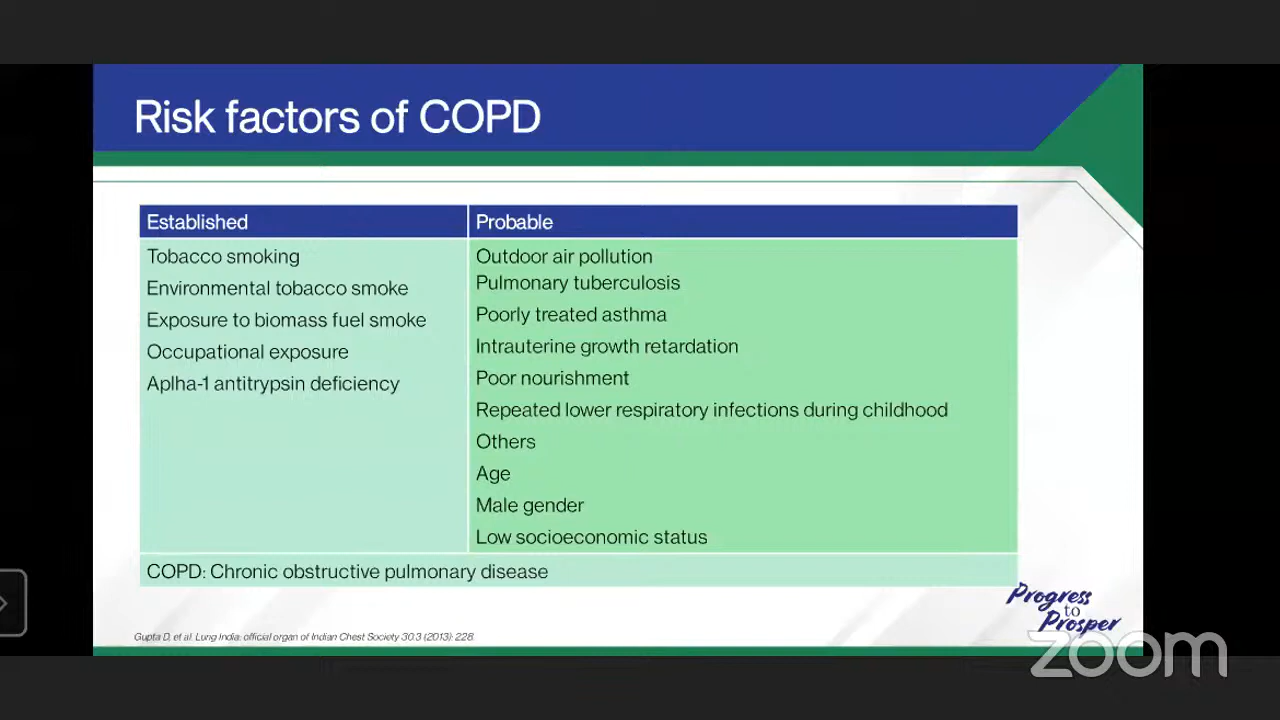 Risk factors of COPD
Established
Probable
Tobacco smoking
Environmental tobacco smoke
Exposure to biomass fuel smoke
Occupational exposure
Aplha-1 antitrypsin deficiency
Outdoor air pollution
Pulmonary tuberculosis
Poorly treated asthma
Intrauterine growth retardation
Poor nourishment
Repeated lower respiratory infections during childhood
Others
Age
Male gender
Low socioeconomic status
COPD: Chronic obstructive pulmonary disease
Gupta D, et al. Lung India: official organ of Indian Chest Society 30.3 (2013): 228.
Progress
to
Prosper
zoom